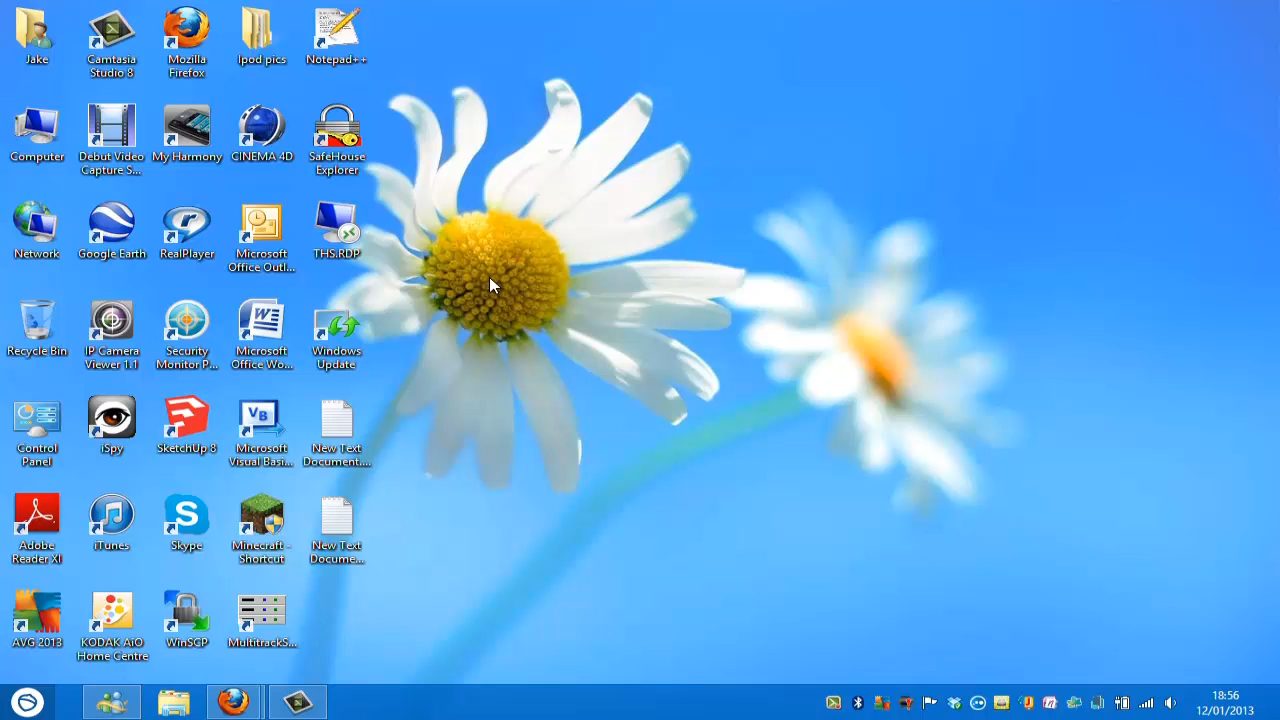 Jake
Camtasia
Studio 8
Mozilla
Firefox
Ipod pics
Notepad++
Computer
Debut Video
Capture S...
My Harmony
CINEMA 4D
SafeHouse
Explorer
Network
Google Earth
RealPlayer
Microsoft
Office Outl...
THS.RDP
Recycle Bin
IP Camera
Viewer 1.1
Security
Monitor P...
Microsoft
Office Wo...
Windows
Update
Control
Panel
iSpy
SketchUp 8
Microsoft
Visual Basi...
New Text
Document....
Adobe
Reader XI
iTunes
Skype
Minecraft -
Shortcut
New Text
Docume...
AVG 2013
KODAK AiO
Home Centre
WinSCP
MultitrackS...
18:56
12/01/2013